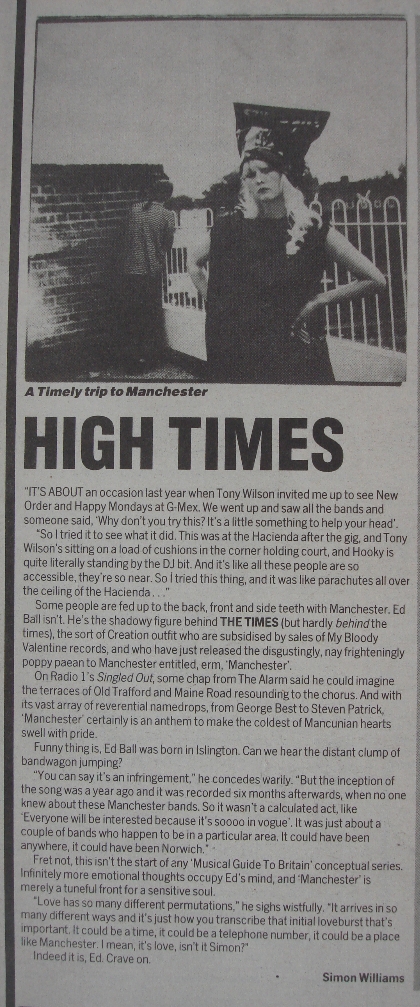 A Timely trip to Manchester
HIGH TIMES
"IT'S ABOUT an occasion last year when Tony Wilson invited me up to see New
Order and Happy Mondays at G-Mex. We went up and saw all the bands and
someone said, 'Why don't you try this? It's a little something to help your head'.
"So I tried it to see what it did. This was at the Hacienda after the gig, and Tony
Wilson's sitting on a load of cushions in the corner holding court, and Hooky is
quite literally standing by the DJ bit. And it's like all these people are so
accessible, they're so near. So I tried this thing, and it was like parachutes all over
the ceiling of the Hacienda . . ."
Some people are fed up to the back, front and side teeth with Manchester. Ed
Ball isn't. He's the shadowy figure behind THE TIMES (but hardly behind the
times), the sort of Creation outfit who are subsidised by sales of My Bloody
Valentine records, and who have just released the disgustingly, nay frighteningly
poppy paean to Manchester entitled, erm, 'Manchester'.
On Radio 1's Singled Out, some chap from The Alarm said he could imagine
the terraces of Old Trafford and Maine Road resounding to the chorus. And with
its vast array of reverential namedrops, from George Best to Steven Patrick,
'Manchester' certainly is an anthem to make the coldest of Mancunian hearts
swell with pride.
Funny thing is, Ed Ball was born in Islington. Can we hear the distant clump of
bandwagon jumping?
"You can say it's an infringement," he concedes warily. "But the inception of
the song was a year ago and it was recorded six months afterwards, when no one
knew about these Manchester bands. So it wasn't a calculated act, like
'Everyone will be interested because it's soooo in vogue'. It was just about a
couple of bands who happen to be in a particular area. It could have been
anywhere, it could have been Norwich."
Fret not, this isn't the start of any 'Musical Guide To Britain' conceptual series.
Infinitely more emotional thoughts occupy Ed's mind, and 'Manchester' is
merely a tuneful front for a sensitive soul.
"Love has so many different permutations," he sighs wistfully. "It arrives in so
many different ways and it's just how you transcribe that initial loveburst that's
important. It could be a time, it could be a telephone number, it could be a place
like Manchester. I mean, it's love, isn't it Simon?"
Indeed it is, Ed. Crave on.
Simon Williams